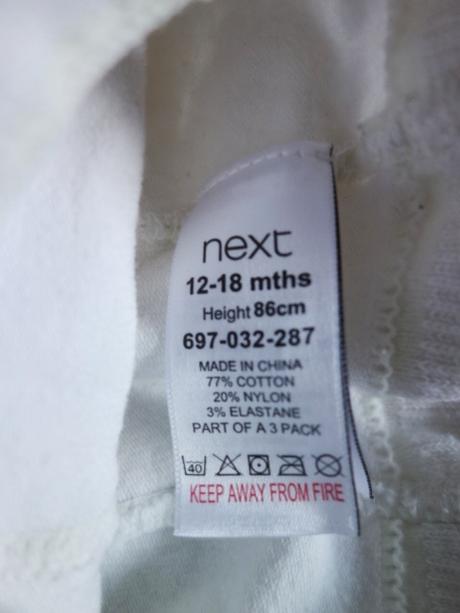 next
12-18 mths
Height 86cm
697-032-287
MADE IN CHINA
77% COTTON
20% NYLON
3% ELASTANE
PART OF A 3 PACK
40
KEEP AWAY FROM FIRE